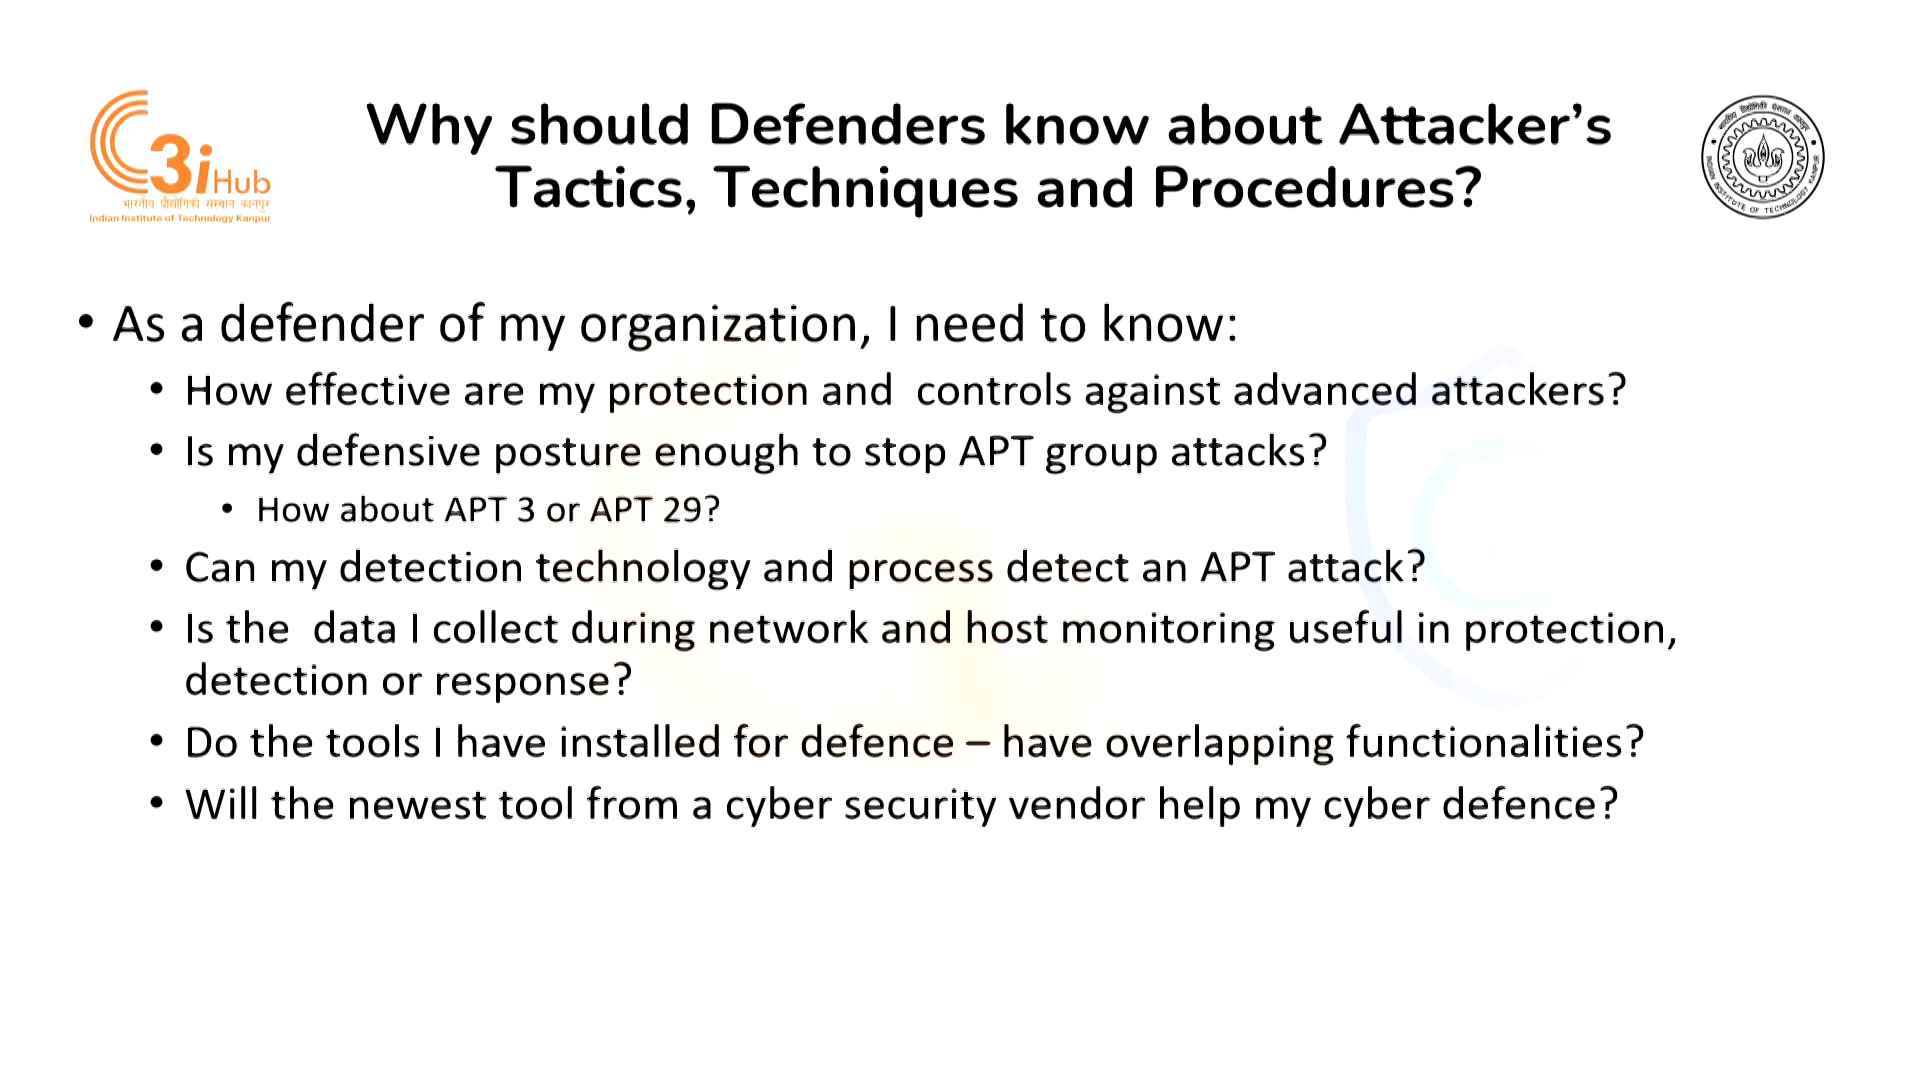 Why should Defenders know about Attacker’s
Tactics, Techniques and Procedures?
C3iHub
भारतीय प्रौद्योगिकी संस्थान कानपुर
Indian Institute of Technology Kanpur
INDIAN INSTITUTE OF TECHNOLOGY KANPUR
• As a defender of my organization, I need to know:
• How effective are my protection and  controls against advanced attackers?
• Is my defensive posture enough to stop APT group attacks?
• How about APT 3 or APT 29?
• Can my detection technology and process detect an APT attack?
• Is the  data I collect during network and host monitoring useful in protection,
detection or response?
• Do the tools I have installed for defence – have overlapping functionalities?
• Will the newest tool from a cyber security vendor help my cyber defence?